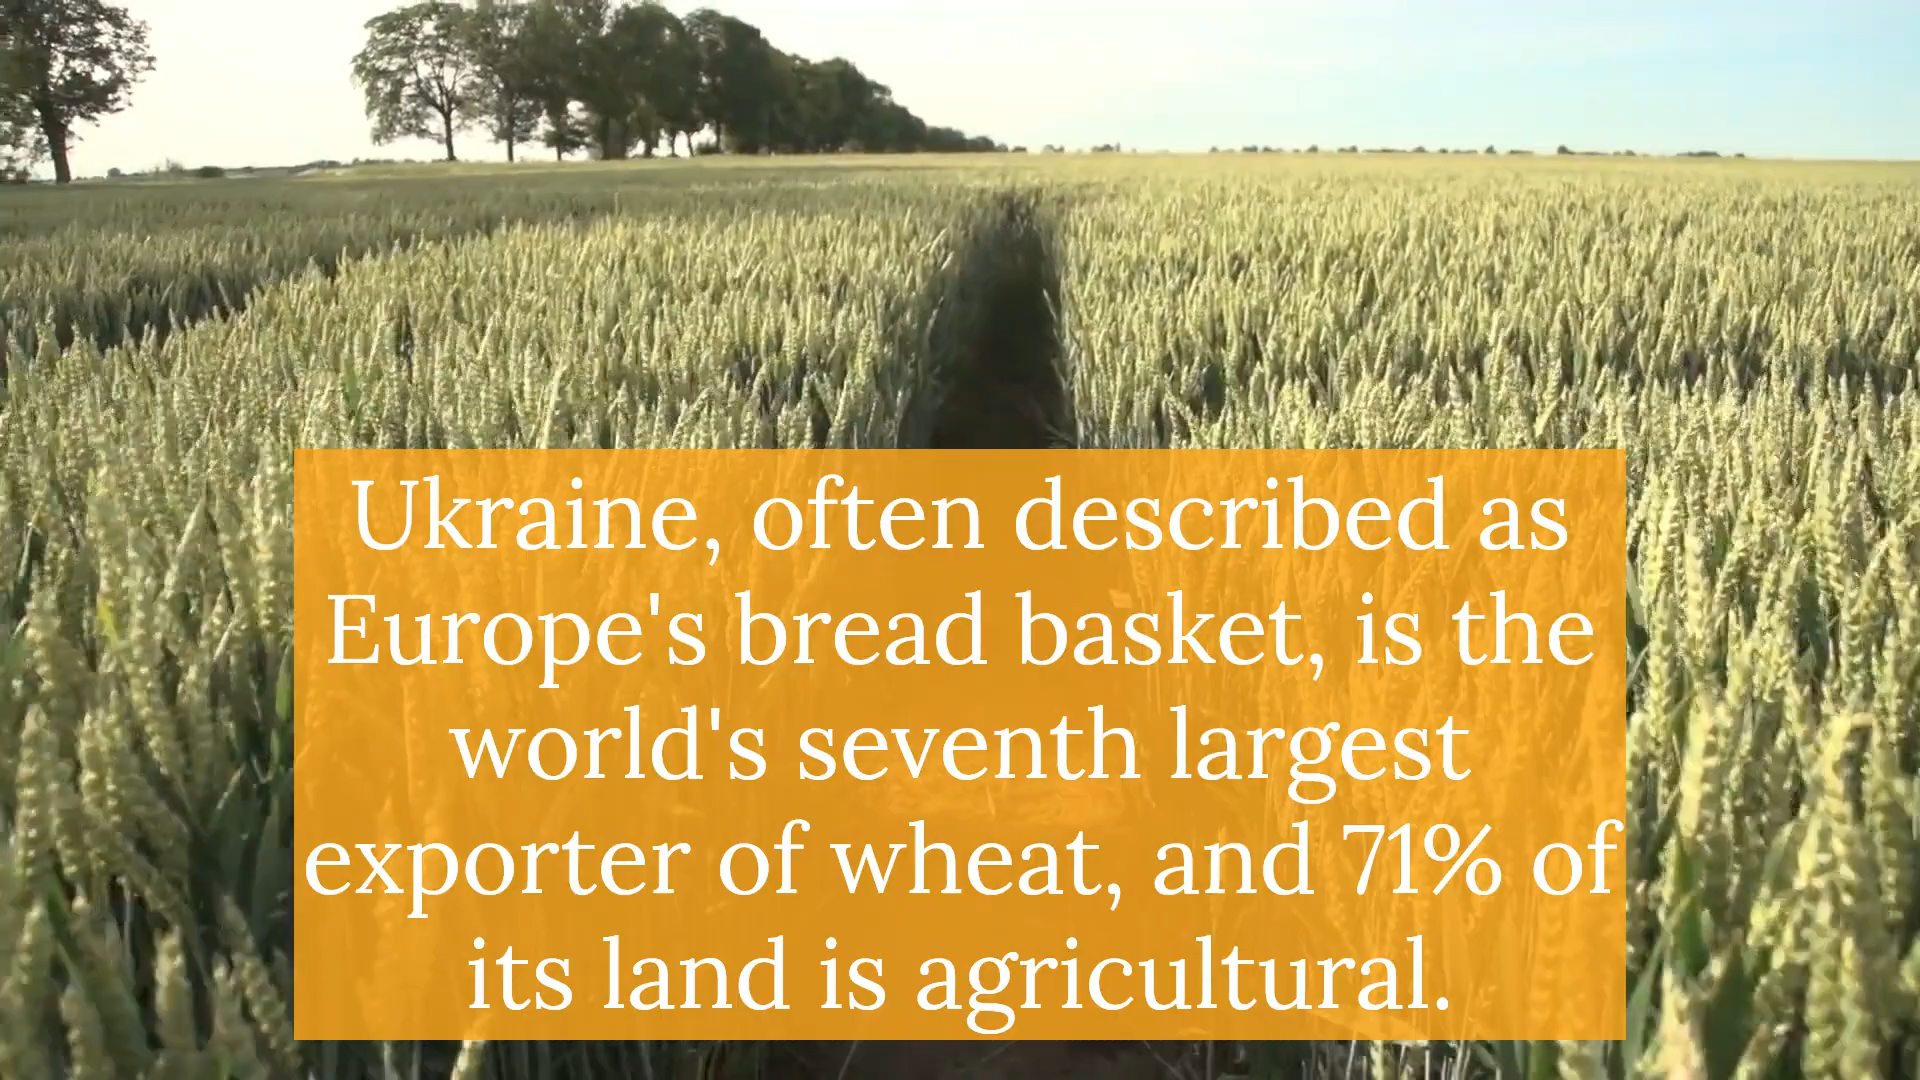 Ukraine, often described as
Europe's bread basket, is the
world's seventh largest
exporter of wheat, and 71% of
its land is agricultural.